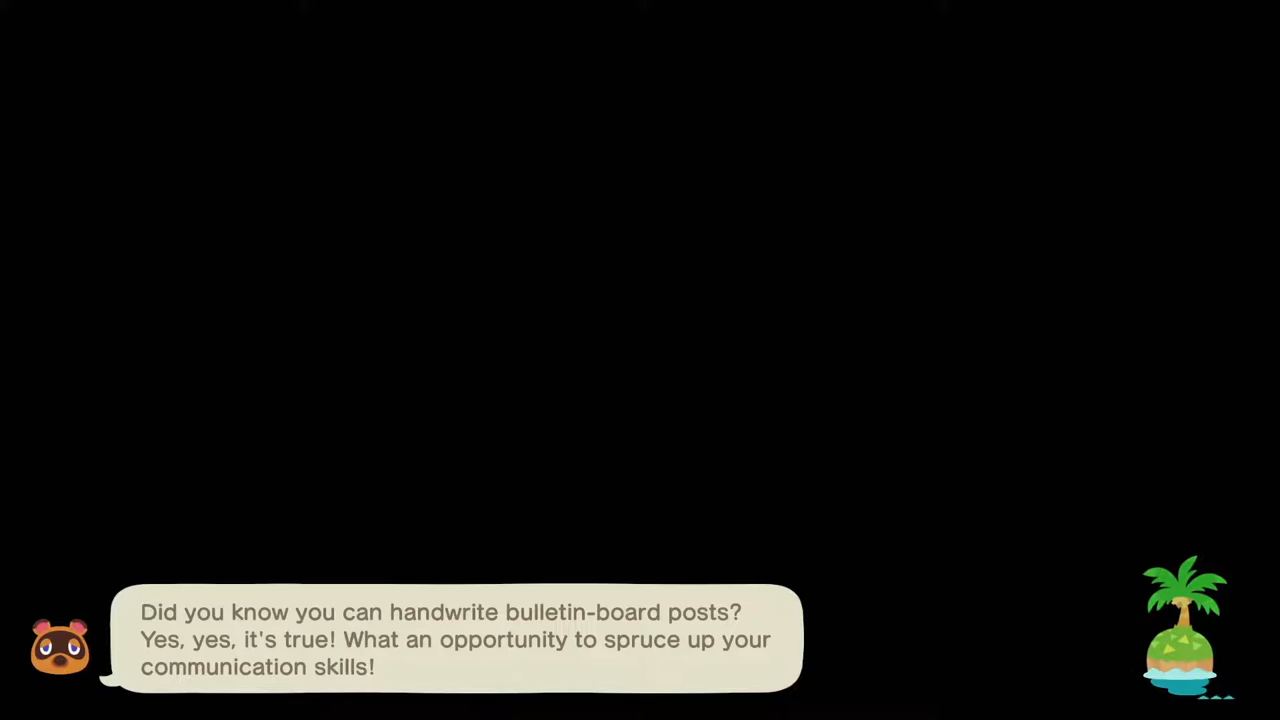 Did you know you can handwrite bulletin-board posts?
Yes, yes, it's true! What an opportunity to spruce up your
communication skills!